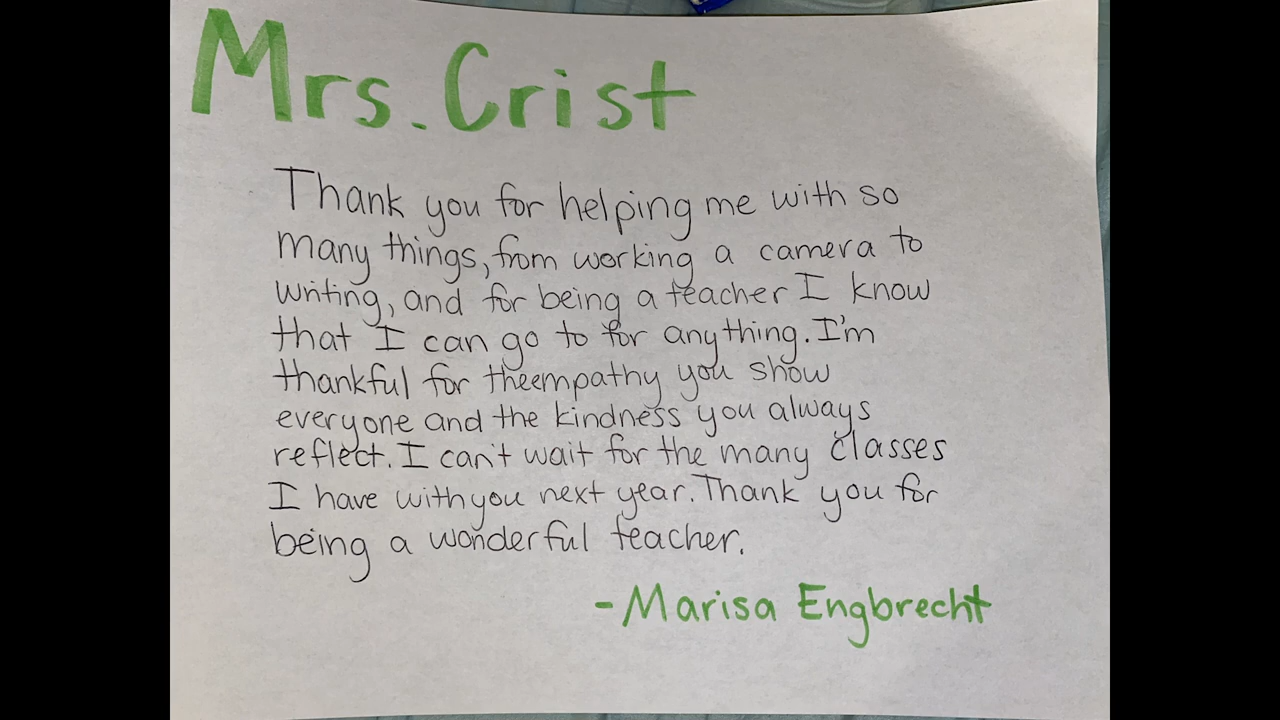 Mrs. Crist
Thank you for helping me with so
many things, from working a camera to
writing, and for being a teacher I know
that I can go to for anything. I'm
thankful for theempathy you show
everyone and the kindness you always
reflect. I can't wait for the many classes
I have with you next year. Thank you for
being a wonderful teacher.
-Marisa Engbrecht